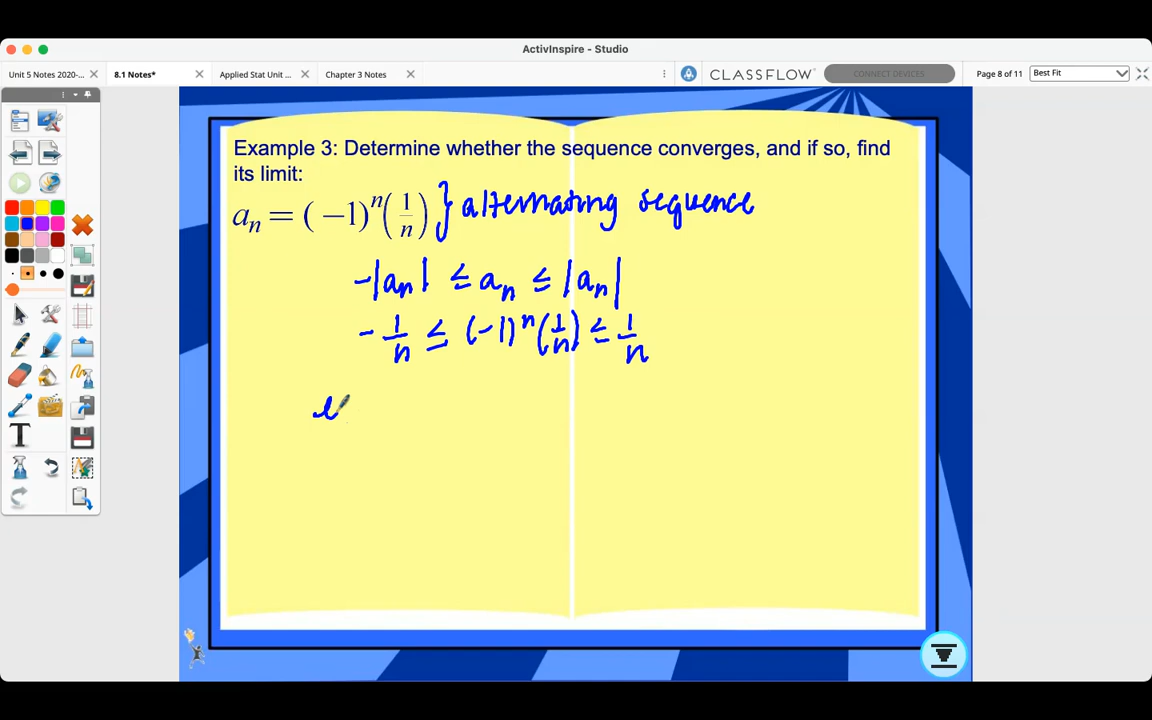 ActivInspire - Studio
Unit 5 Notes 2020-... 8.1 Notes* Applied Stat Unit ... Chapter 3 Notes CLASSFLOW CONNECT DEVICES Page 8 of 11 Best Fit
Example 3: Determine whether the sequence converges, and if so, find
its limit:
aₙ = (−1)ⁿ(1/n) } alternating sequence
-|aₙ| ≤ aₙ ≤ |aₙ|
-1/n ≤ (-1)ⁿ(1/n) ≤ 1/n
T